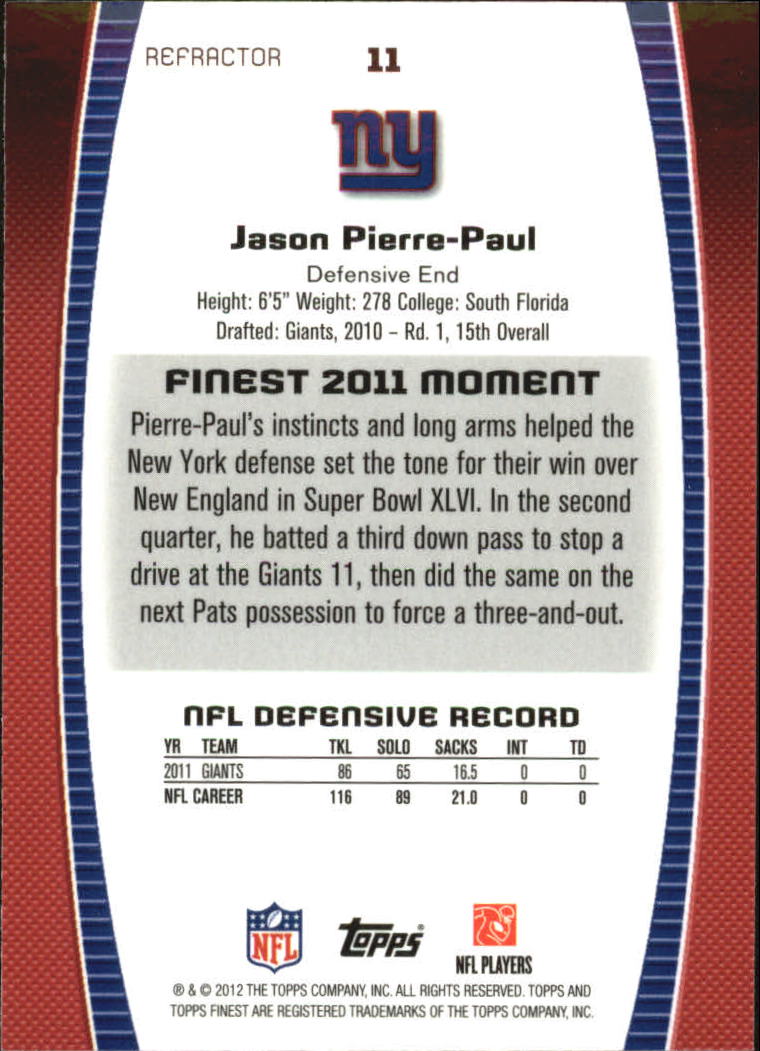 REFRACTOR 11
ny
Jason Pierre-Paul
Defensive End
Height: 6'5" Weight: 278 College: South Florida
Drafted: Giants, 2010 – Rd. 1, 15th Overall
FINEST 2011 MOMENT
Pierre-Paul's instincts and long arms helped the
New York defense set the tone for their win over
New England in Super Bowl XLVI. In the second
quarter, he batted a third down pass to stop a
drive at the Giants 11, then did the same on the
next Pats possession to force a three-and-out.
NFL DEFENSIVE RECORD
YR TEAM TKL SOLO SACKS INT TD
2011 GIANTS 86 65 16.5 0 0
NFL CAREER 116 89 21.0 0 0
NFL topps®
NFL PLAYERS
® & © 2012 THE TOPPS COMPANY, INC. ALL RIGHTS RESERVED. TOPPS AND
TOPPS FINEST ARE REGISTERED TRADEMARKS OF THE TOPPS COMPANY, INC.